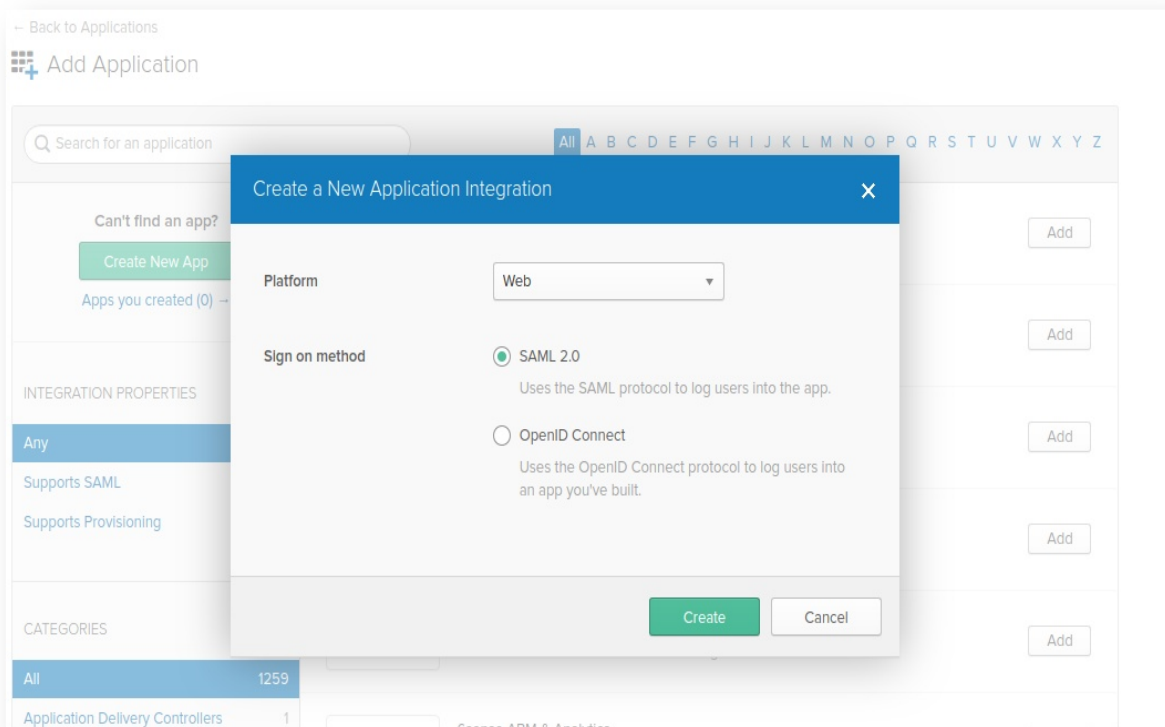 ← Back to Applications
Add Application
Search for an application
All A B C D E F G H I J K L M N O P Q R S T U V W X Y Z
Create a New Application Integration
Can't find an app?
Create New App
Apps you created (0) →
Add
Platform
Web
Sign on method
SAML 2.0
Uses the SAML protocol to log users into the app.
Add
INTEGRATION PROPERTIES
Any
Supports SAML
Supports Provisioning
OpenID Connect
Uses the OpenID Connect protocol to log users into
an app you've built.
Add
Add
Create
Cancel
CATEGORIES
Add
All 1259
Application Delivery Controllers 1